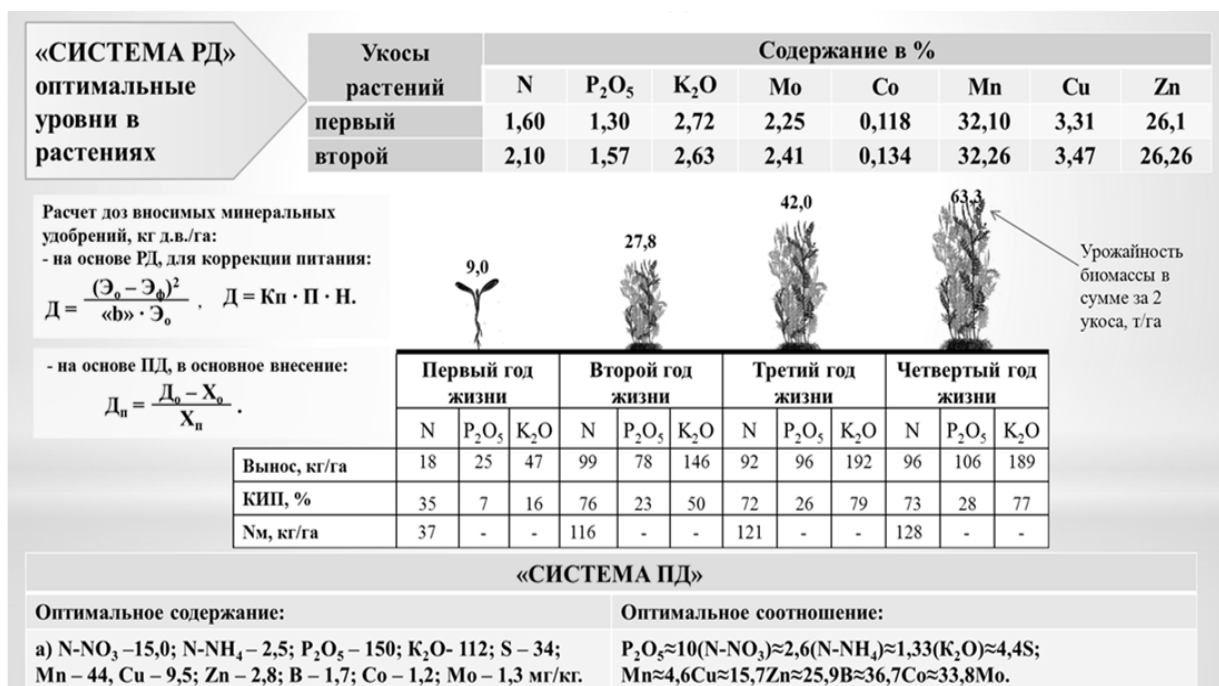 «СИСТЕМА РД»
оптимальные
уровни в
растениях
Укосы
растений
Содержание в %
N P₂O₅ K₂O Mo Co Mn Cu Zn
первый 1,60 1,30 2,72 2,25 0,118 32,10 3,31 26,1
второй 2,10 1,57 2,63 2,41 0,134 32,26 3,47 26,26
Расчет доз вносимых минеральных
удобрений, кг д.в./га:
- на основе РД, для коррекции питания:
Д = (Эₒ – Э_ф)² / «b» · Эₒ , Д = Кп · П · Н.
- на основе ПД, в основное внесение:
Дₙ = Дₒ – Хₒ / Хₙ .
9,0
27,8
42,0
63,3
Урожайность
биомассы в
сумме за 2
укоса, т/га
Первый год жизни Второй год жизни Третий год жизни Четвертый год жизни
N P₂O₅ K₂O N P₂O₅ K₂O N P₂O₅ K₂O N P₂O₅ K₂O
Вынос, кг/га 18 25 47 99 78 146 92 96 192 96 106 189
КИП, % 35 7 16 76 23 50 72 26 79 73 28 77
Nм, кг/га 37 - - 116 - - 121 - - 128 - -
«СИСТЕМА ПД»
Оптимальное содержание:
а) N-NO₃ –15,0; N-NH₄ – 2,5; P₂O₅ – 150; K₂O- 112; S – 34;
Mn – 44, Cu – 9,5; Zn – 2,8; B – 1,7; Co – 1,2; Mo – 1,3 мг/кг.
Оптимальное соотношение:
P₂O₅≈10(N-NO₃)≈2,6(N-NH₄)≈1,33(K₂O)≈4,4S;
Mn≈4,6Cu≈15,7Zn≈25,9B≈36,7Co≈33,8Mo.